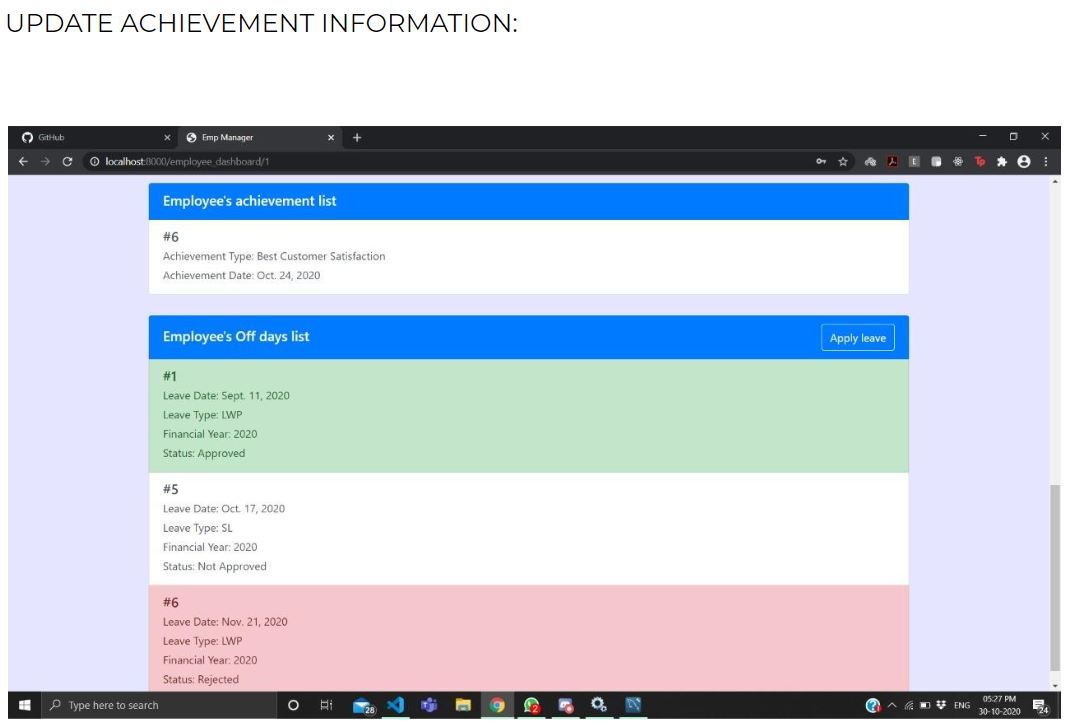 UPDATE ACHIEVEMENT INFORMATION:
GitHub
Emp Manager
localhost:8000/employee_dashboard/1
Employee's achievement list
#6
Achievement Type: Best Customer Satisfaction
Achievement Date: Oct. 24, 2020
Employee's Off days list
Apply leave
#1
Leave Date: Sept. 11, 2020
Leave Type: LWP
Financial Year: 2020
Status: Approved
#5
Leave Date: Oct. 17, 2020
Leave Type: SL
Financial Year: 2020
Status: Not Approved
#6
Leave Date: Nov. 21, 2020
Leave Type: LWP
Financial Year: 2020
Status: Rejected
Type here to search
28
2
ENG
05:27 PM
30-10-2020
24